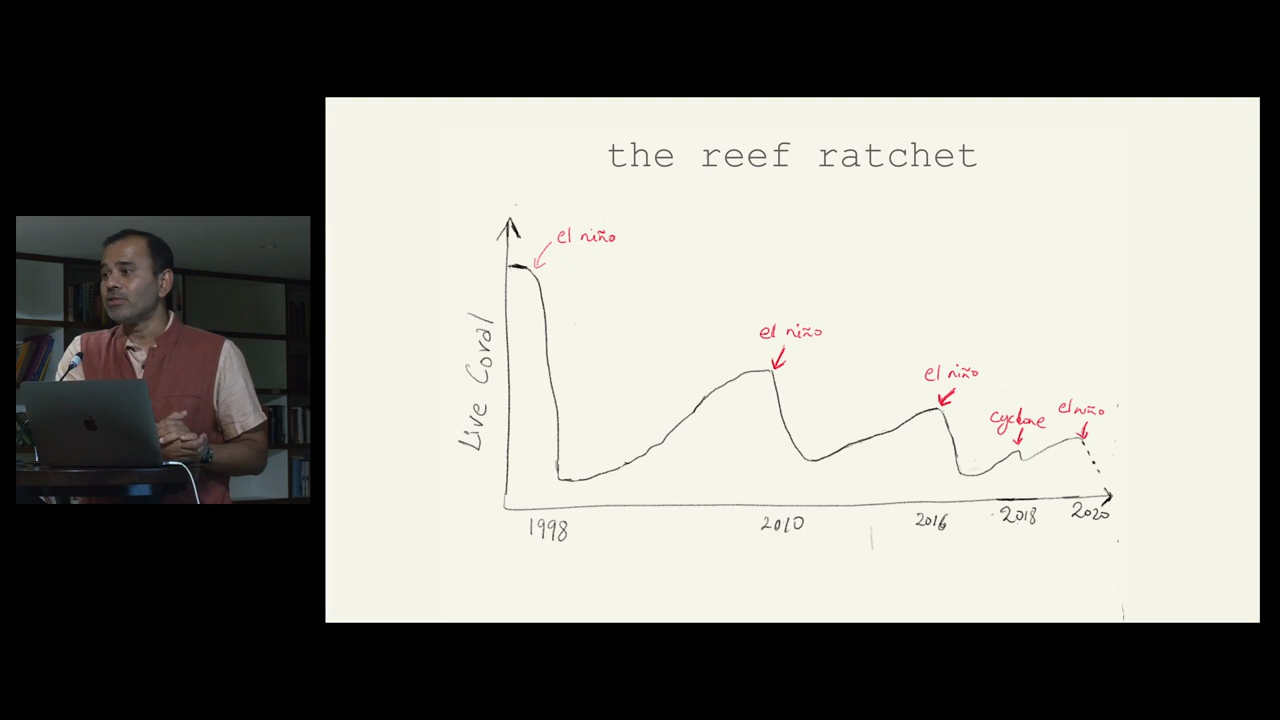 the reef ratchet
el niño
el niño
el niño
cyclone
el niño
Live Coral
1998
2010
2016
2018
2020